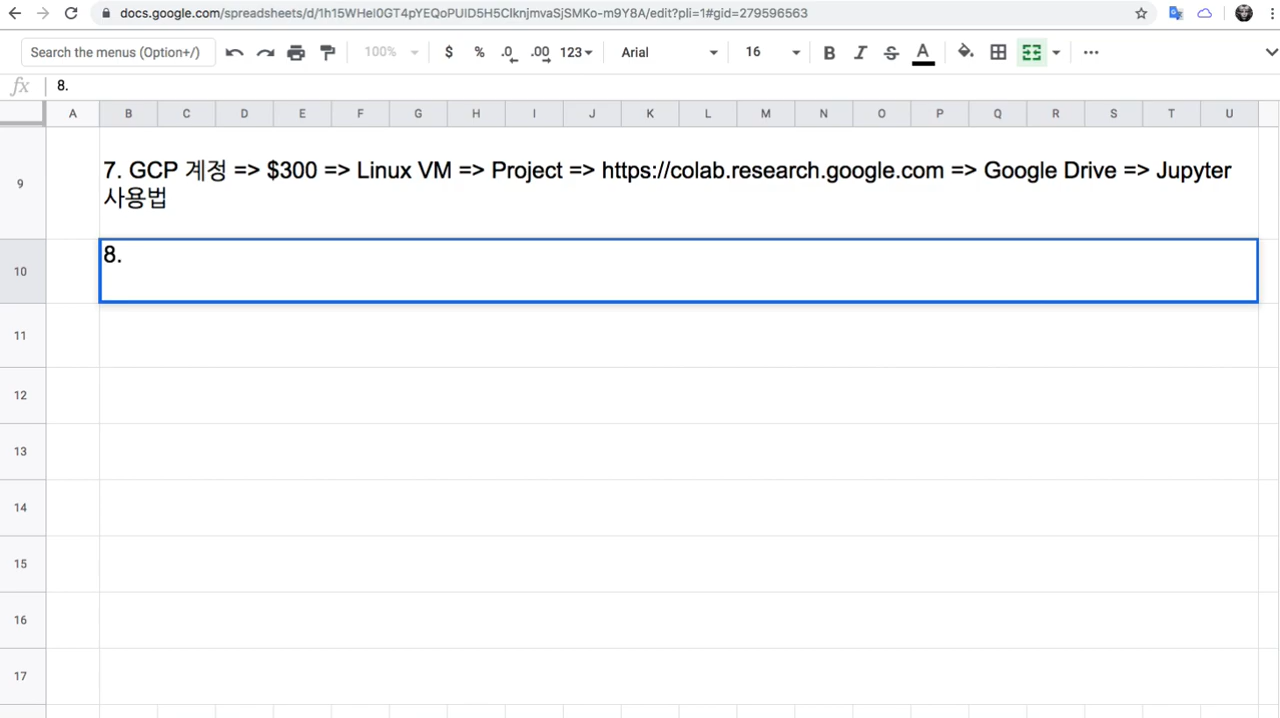 docs.google.com/spreadsheets/d/1h15WHeI0GT4pYEQoPUID5H5CIknjmvaSjSMKo-m9Y8A/edit?pli=1#gid=279596563
Search the menus (Option+/) 100% $ % .0 .00 123 Arial 16 B I S A
fx 8.
A B C D E F G H I J K L M N O P Q R S T U
9 7. GCP 계정 => $300 => Linux VM => Project => https://colab.research.google.com => Google Drive => Jupyter
사용법
10 8.
11
12
13
14
15
16
17